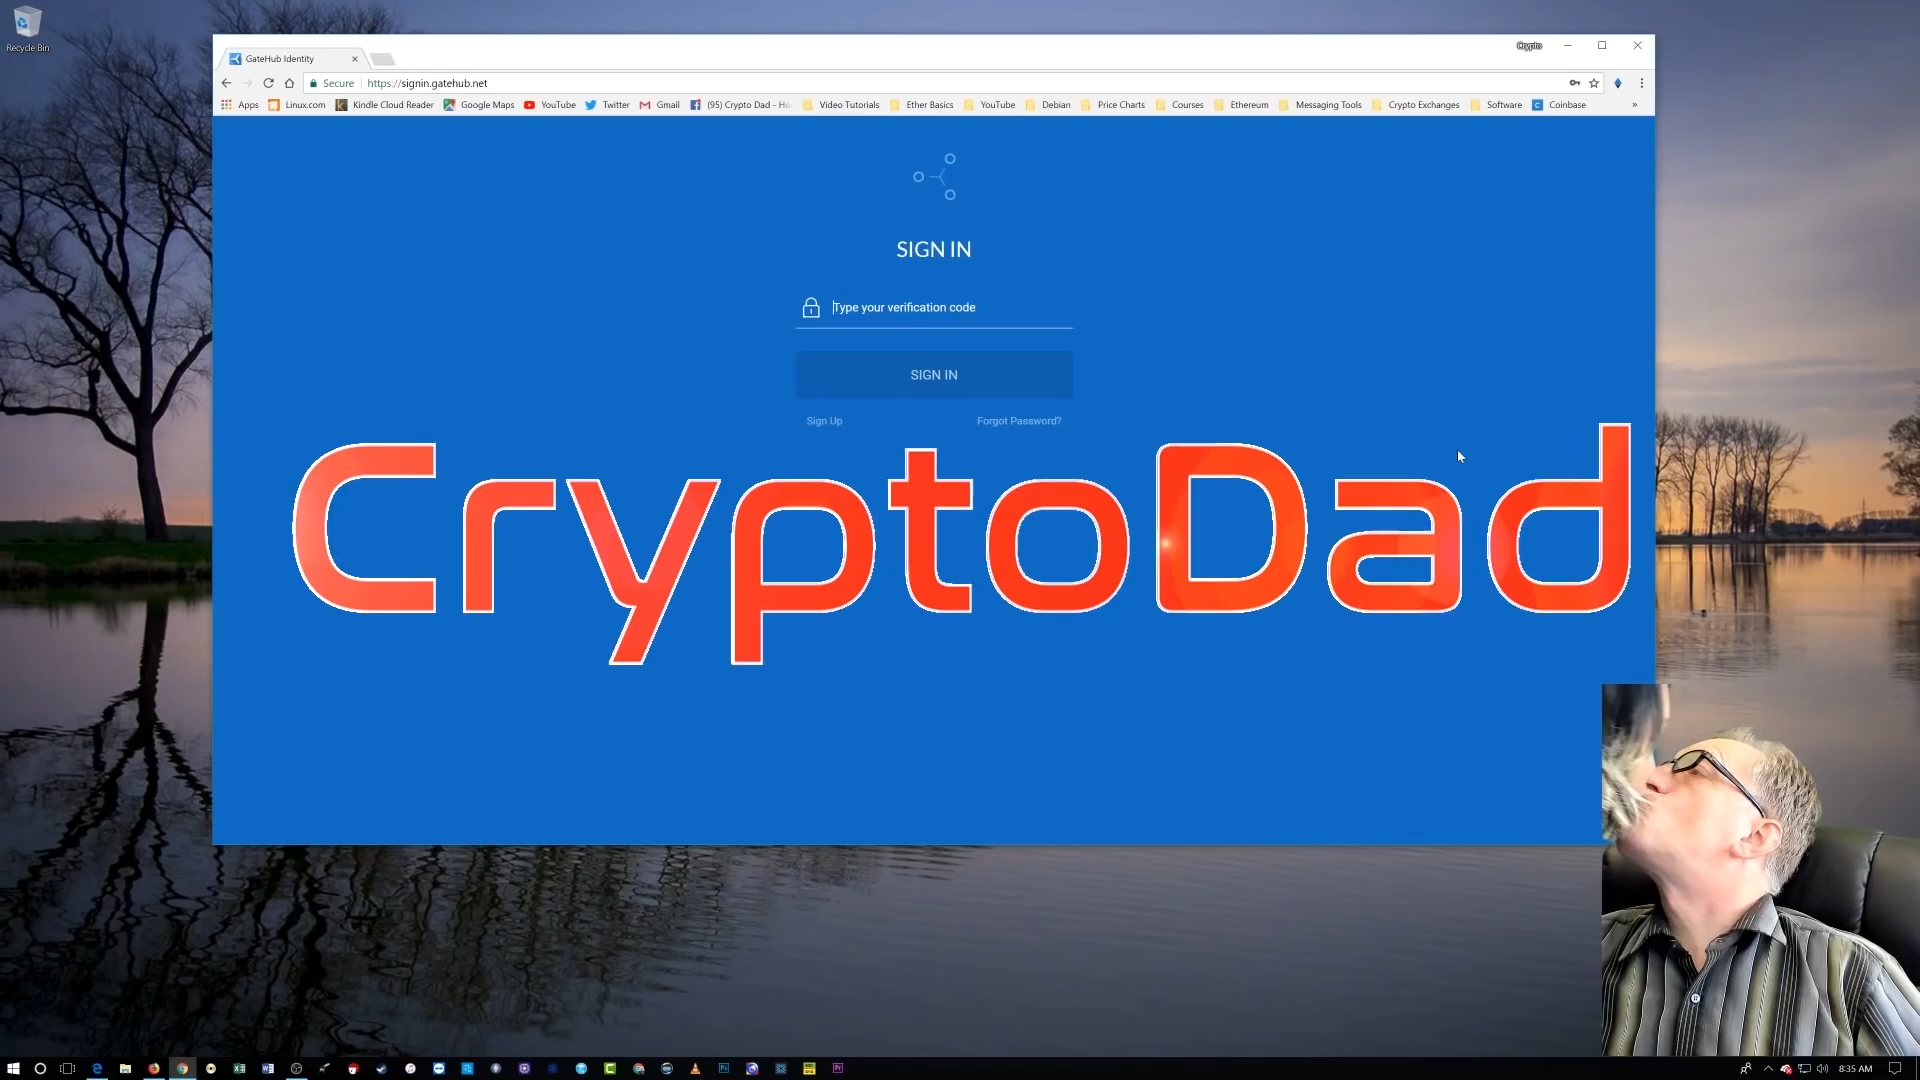 Recycle Bin
GateHub Identity
Crypto
Secure
https://signin.gatehub.net
Apps Linux.com Kindle Cloud Reader Google Maps YouTube Twitter Gmail (95) Crypto Dad - Ho Video Tutorials Ether Basics YouTube Debian Price Charts Courses Ethereum Messaging Tools Crypto Exchanges Software Coinbase »
SIGN IN
Type your verification code
SIGN IN
Sign Up Forgot Password?
CryptoDad
8:35 AM